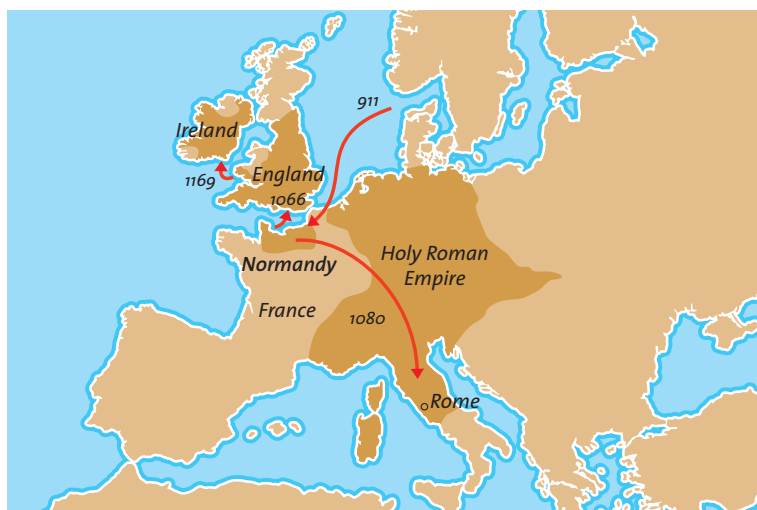 911
Ireland
1169
England
1066
Normandy
Holy Roman
Empire
France
1080
Rome